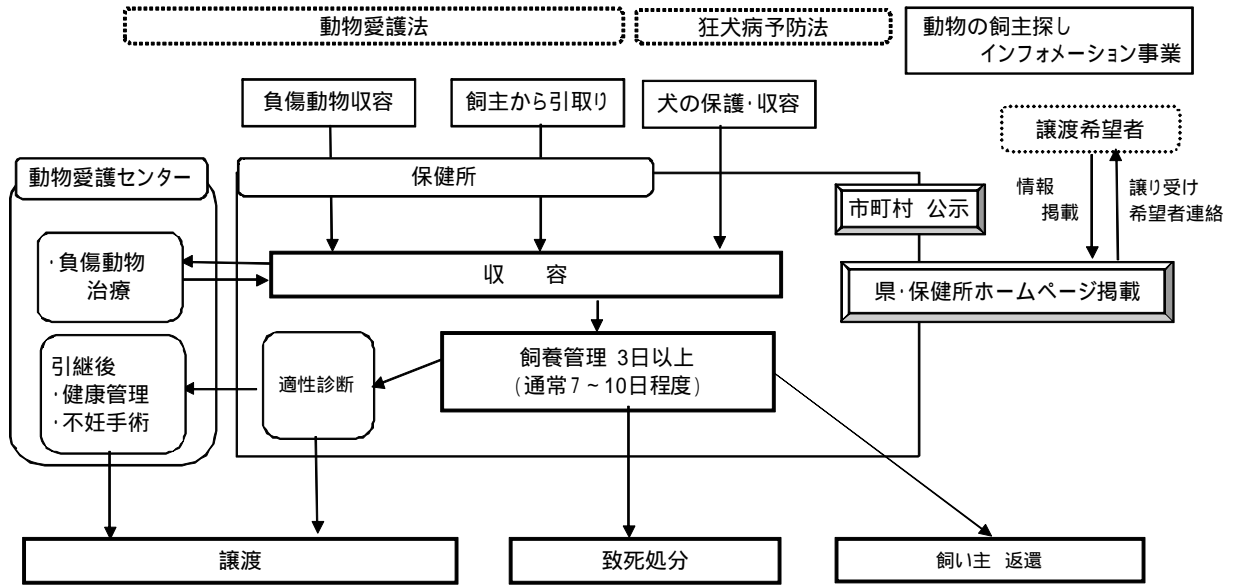 動物愛護法
狂犬病予防法
動物の飼主探し
インフォメーション事業
負傷動物収容
飼主から引取り
犬の保護・収容
譲渡希望者
動物愛護センター
保健所
市町村 公示
情報
掲載
譲り受け
希望者連絡
・負傷動物
治療
収 容
県・保健所ホームページ掲載
引継後
・健康管理
・不妊手術
適性診断
飼養管理 3日以上
(通常7~10日程度)
譲渡
致死処分
飼い主 返還